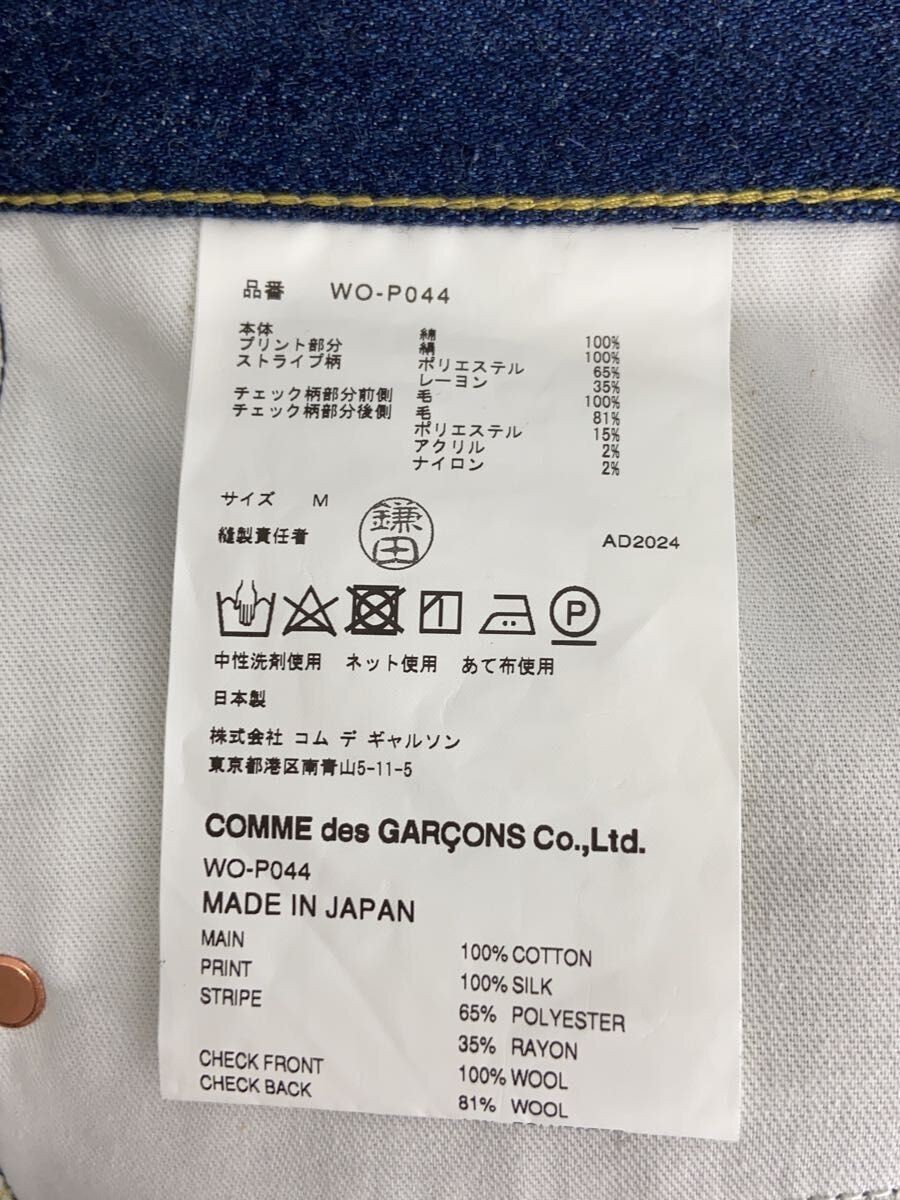 品番 WO-P044
本体 綿 100%
プリント部分 絹 100%
ストライプ柄 ポリエステル 65%
レーヨン 35%
チェック柄部分前側 毛 100%
チェック柄部分後側 毛 81%
ポリエステル 15%
アクリル 2%
ナイロン 2%
サイズ M
縫製責任者 鎌田 AD2024
P
中性洗剤使用 ネット使用 あて布使用
日本製
株式会社 コム デ ギャルソン
東京都港区南青山5-11-5
COMME des GARÇONS Co.,Ltd.
WO-P044
MADE IN JAPAN
MAIN 100% COTTON
PRINT 100% SILK
STRIPE 65% POLYESTER
35% RAYON
CHECK FRONT 100% WOOL
CHECK BACK 81% WOOL